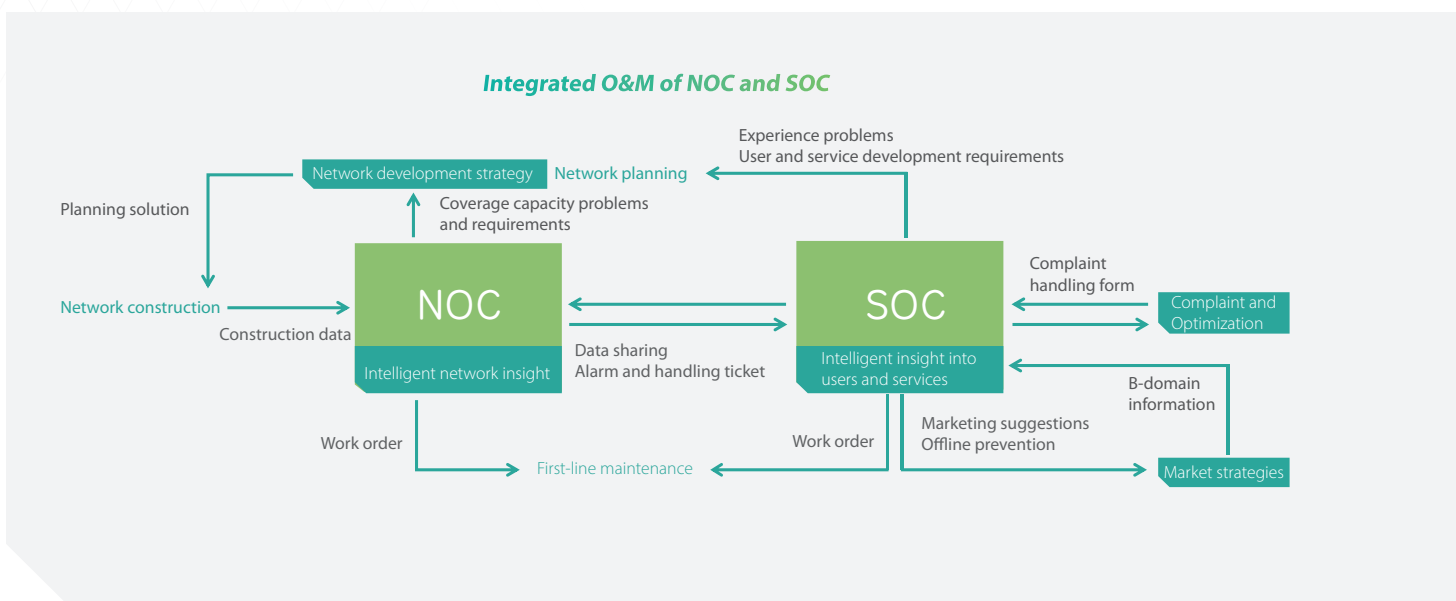 Integrated O&M of NOC and SOC
Experience problems
User and service development requirements
Network development strategy
Network planning
Planning solution
Coverage capacity problems
and requirements
NOC
SOC
Complaint
handling form
Network construction
Construction data
Complaint and
Optimization
Intelligent network insight
Data sharing
Alarm and handling ticket
Intelligent insight into
users and services
B-domain
information
Work order
Work order
Marketing suggestions
Offline prevention
First-line maintenance
Market strategies